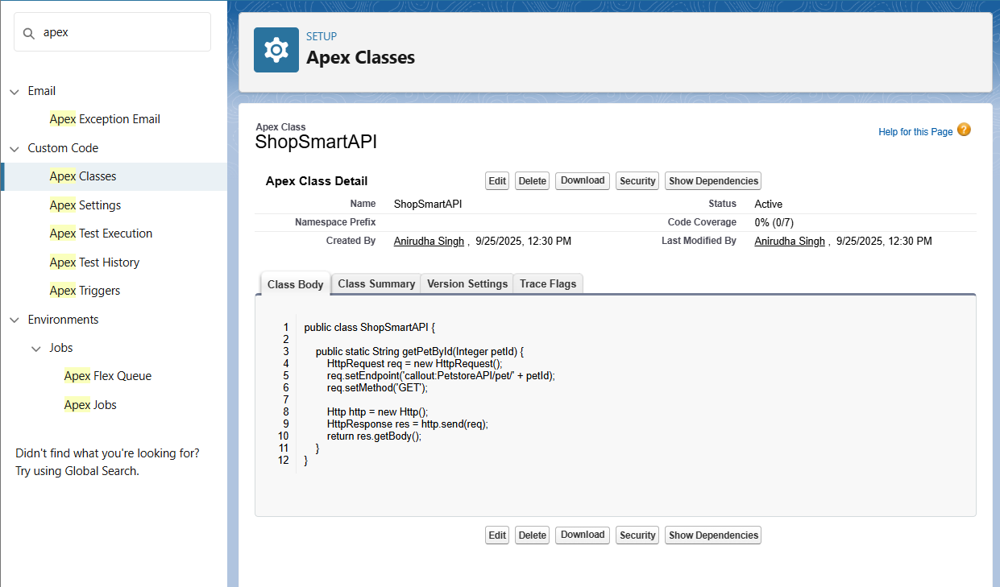 apex
Email
Apex Exception Email
Custom Code
Apex Classes
Apex Settings
Apex Test Execution
Apex Test History
Apex Triggers
Environments
Jobs
Apex Flex Queue
Apex Jobs
Didn't find what you're looking for?
Try using Global Search.
SETUP
Apex Classes
Apex Class
ShopSmartAPI
Help for this Page ?
Apex Class Detail Edit Delete Download Security Show Dependencies
Name ShopSmartAPI Status Active
Namespace Prefix Code Coverage 0% (0/7)
Created By Anirudha Singh , 9/25/2025, 12:30 PM Last Modified By Anirudha Singh , 9/25/2025, 12:30 PM
Class Body Class Summary Version Settings Trace Flags
1 public class ShopSmartAPI {
2
3 public static String getPetById(Integer petId) {
4 HttpRequest req = new HttpRequest();
5 req.setEndpoint('callout:PetstoreAPI/pet/' + petId);
6 req.setMethod('GET');
7
8 Http http = new Http();
9 HttpResponse res = http.send(req);
10 return res.getBody();
11 }
12 }
Edit Delete Download Security Show Dependencies